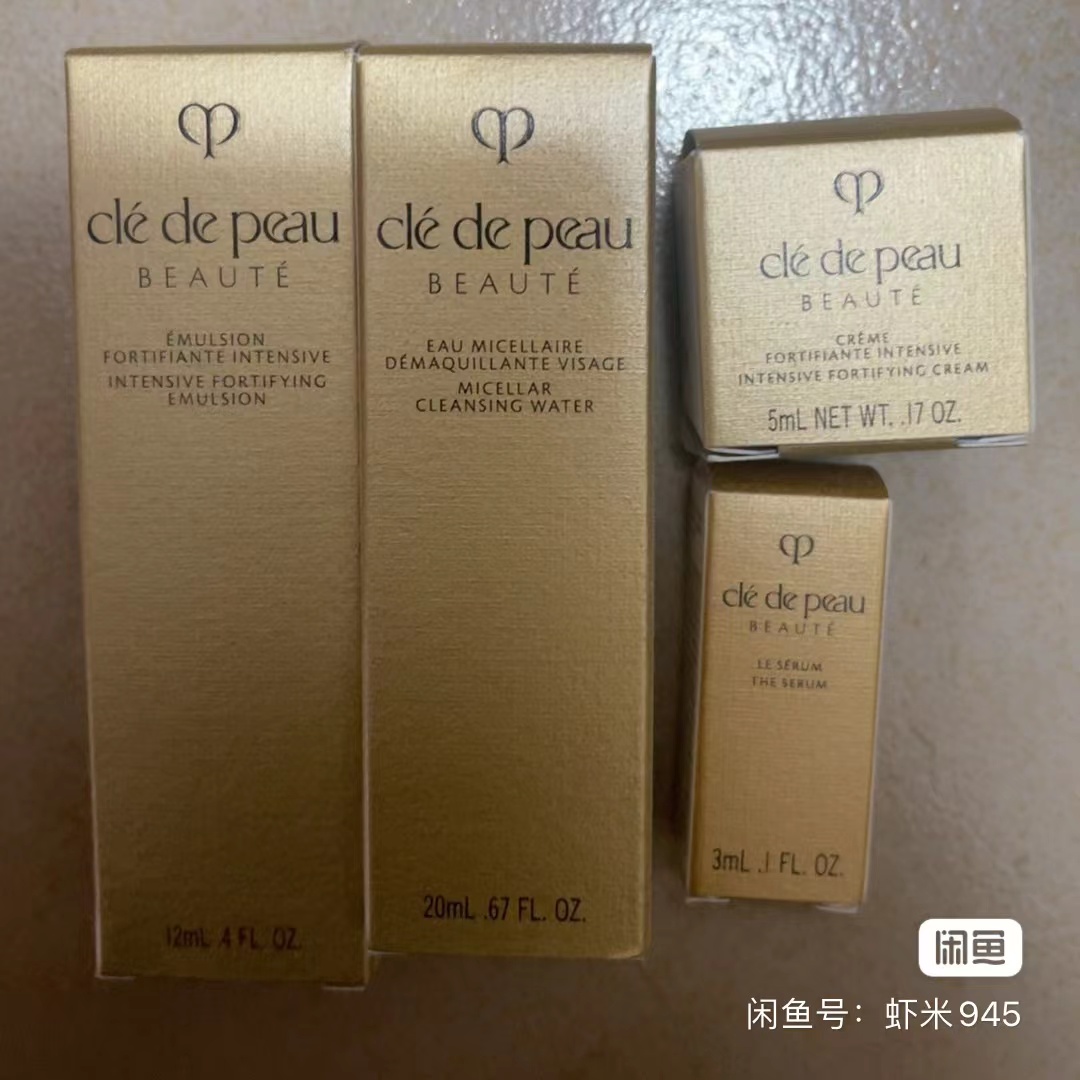 clé de peau
BEAUTÉ
ÉMULSION
FORTIFIANTE INTENSIVE
INTENSIVE FORTIFYING
EMULSION
12mL .4 FL. OZ.
clé de peau
BEAUTÉ
EAU MICELLAIRE
DÉMAQUILLANTE VISAGE
MICELLAR
CLEANSING WATER
20mL .67 FL. OZ.
clé de peau
BEAUTÉ
CRÈME
FORTIFIANTE INTENSIVE
INTENSIVE FORTIFYING CREAM
5mL NET WT. .17 OZ.
clé de peau
BEAUTÉ
LE SÉRUM
THE SERUM
3mL .1 FL. OZ.
闲鱼
闲鱼号：虾米945